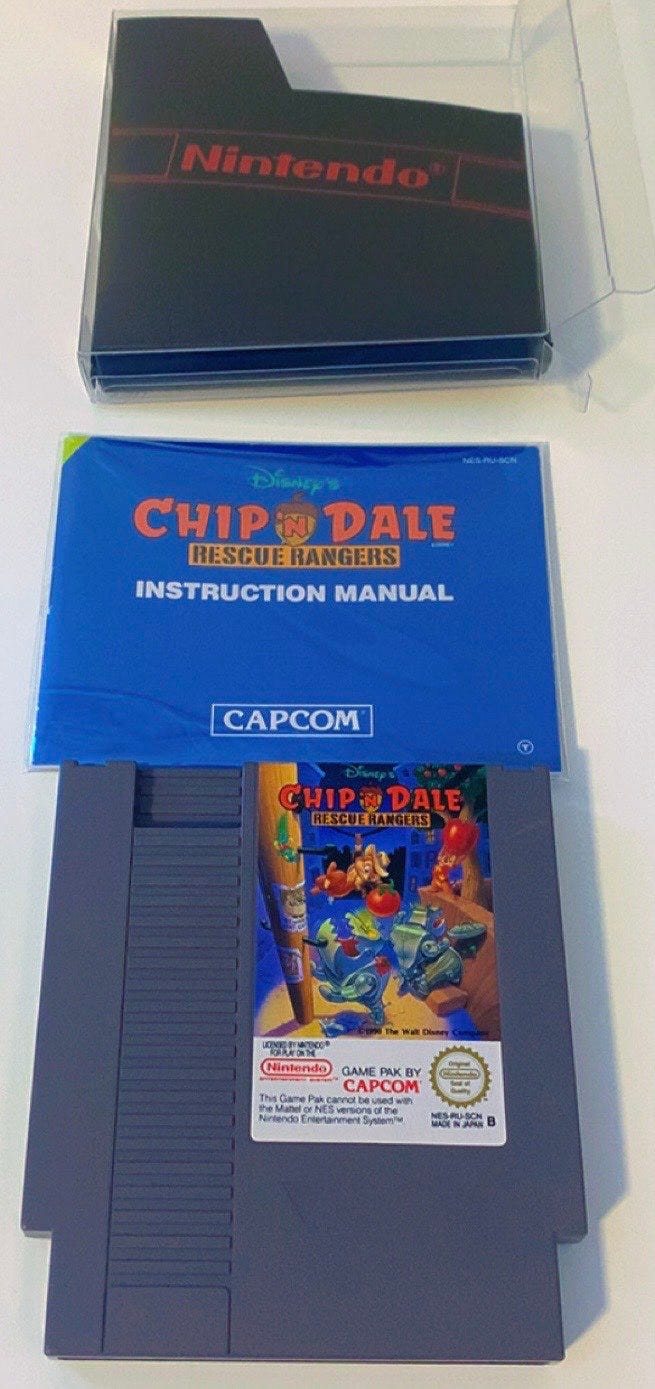 Nintendo®
NES-RU-SCN
Disney's
CHIP 'N DALE
RESCUE RANGERS
INSTRUCTION MANUAL
CAPCOM®
Disney's
CHIP 'N DALE
RESCUE RANGERS
©1990 The Walt Disney Company
LICENSED BY NINTENDO®
FOR PLAY ON THE
Nintendo
ENTERTAINMENT SYSTEM™
GAME PAK BY
CAPCOM
This Game Pak cannot be used with
the Mattel or NES versions of the
Nintendo Entertainment System™
Original
Nintendo
Seal of
Quality
NES-RU-SCN
MADE IN JAPAN B